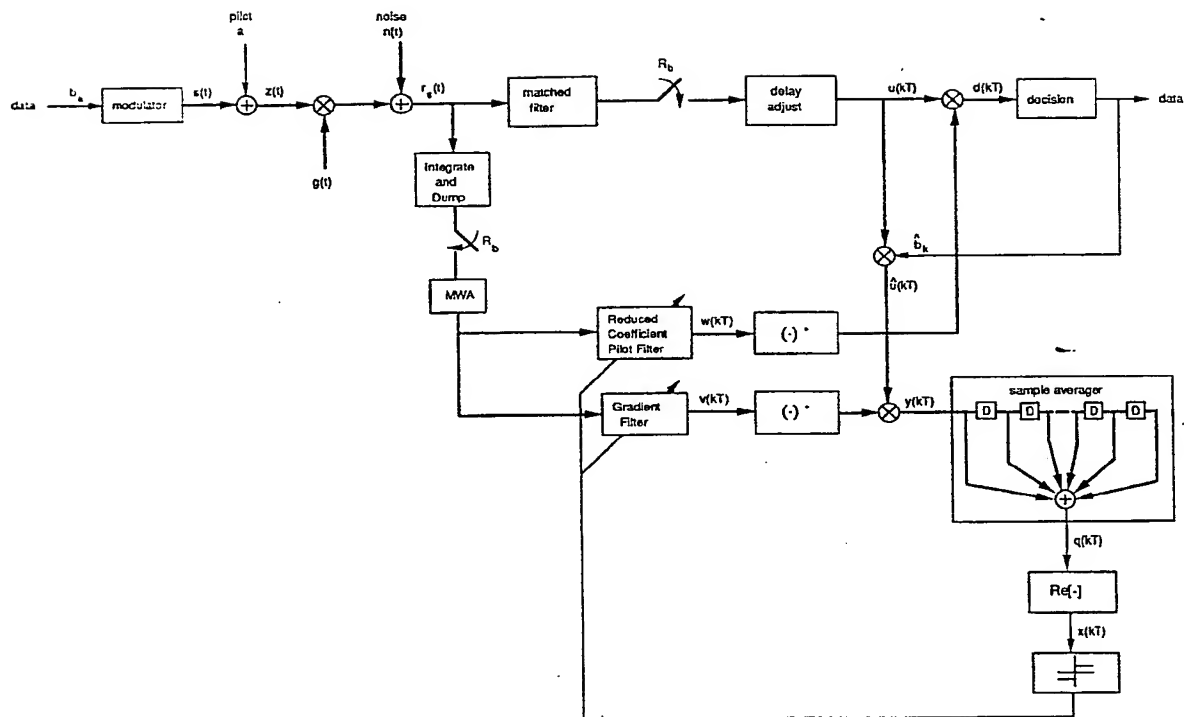 pilot
a
noise
n(t)
data
b_k
modulator
s(t)
z(t)
g(t)
r_s(t)
matched
filter
R_b
delay
adjust
u(kT)
d(kT)
decision
data
Integrate
and
Dump
R_b
b̂_k
û(kT)
MWA
Reduced
Coefficient
Pilot Filter
w(kT)
(·)*
Gradient
Filter
v(kT)
(·)*
y(kT)
sample averager
D
D
D
D
q(kT)
Re[-]
x(kT)